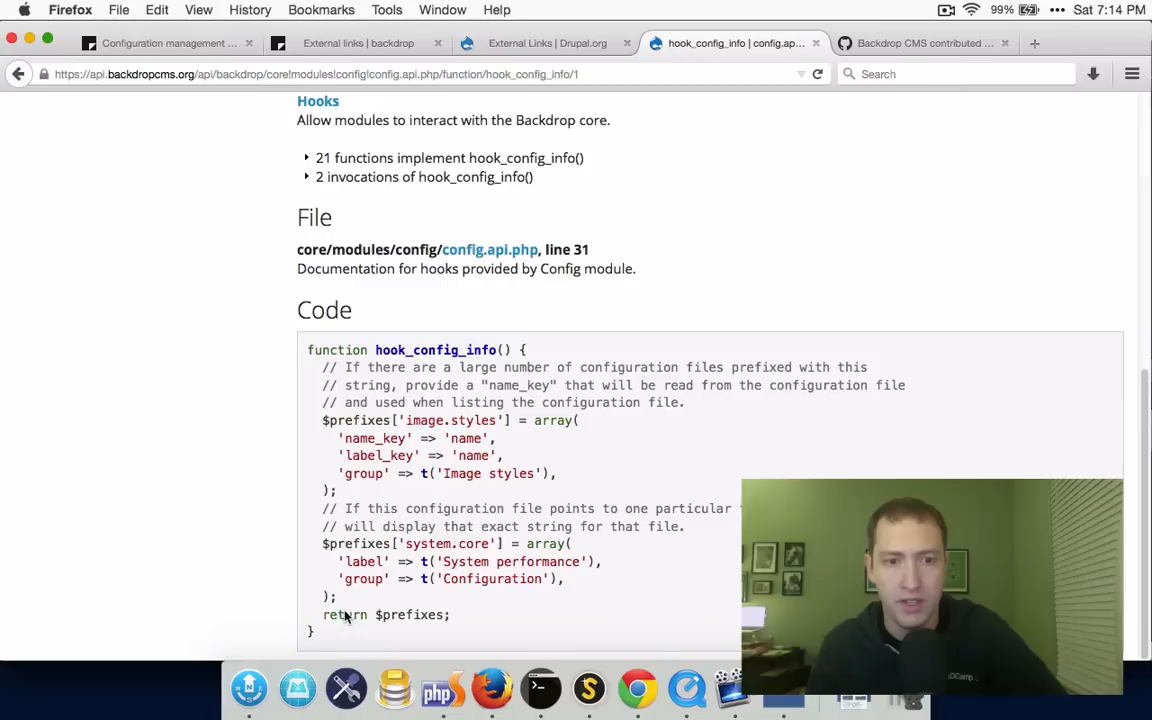 Firefox File Edit View History Bookmarks Tools Window Help 99% Sat 7:14 PM
Configuration management ... External links | backdrop External Links | Drupal.org hook_config_info | config.ap... Backdrop CMS contributed ...
https://api.backdropcms.org/api/backdrop/core!modules!config!config.api.php/function/hook_config_info/1 Search
Hooks
Allow modules to interact with the Backdrop core.
21 functions implement hook_config_info()
2 invocations of hook_config_info()
File
core/modules/config/config.api.php, line 31
Documentation for hooks provided by Config module.
Code
function hook_config_info() {
// If there are a large number of configuration files prefixed with this
// string, provide a "name_key" that will be read from the configuration file
// and used when listing the configuration file.
$prefixes['image.styles'] = array(
'name_key' => 'name',
'label_key' => 'name',
'group' => t('Image styles'),
);
// If this configuration file points to one particular
// will display that exact string for that file.
$prefixes['system.core'] = array(
'label' => t('System performance'),
'group' => t('Configuration'),
);
return $prefixes;
}
php